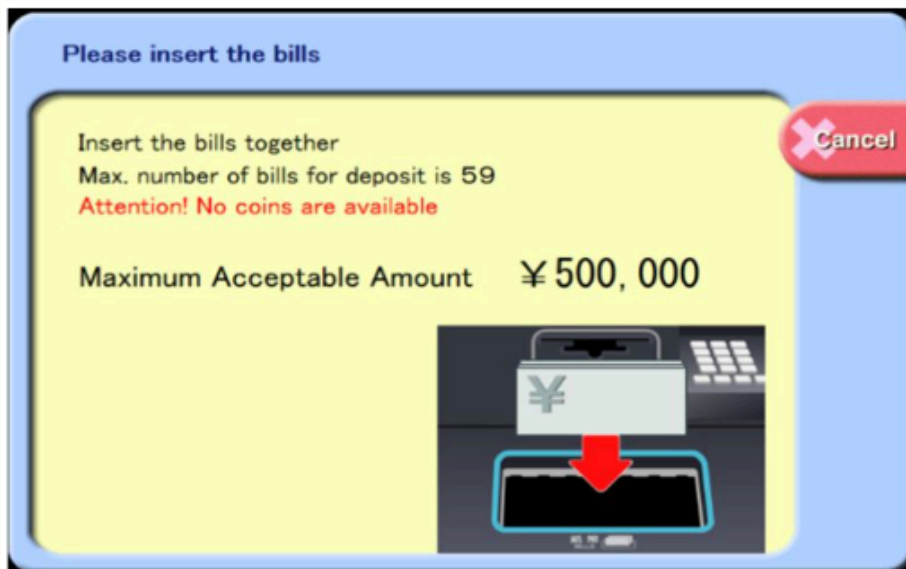 Please insert the bills
Cancel
Insert the bills together
Max. number of bills for deposit is 59
Attention! No coins are available
Maximum Acceptable Amount ¥500,000
¥